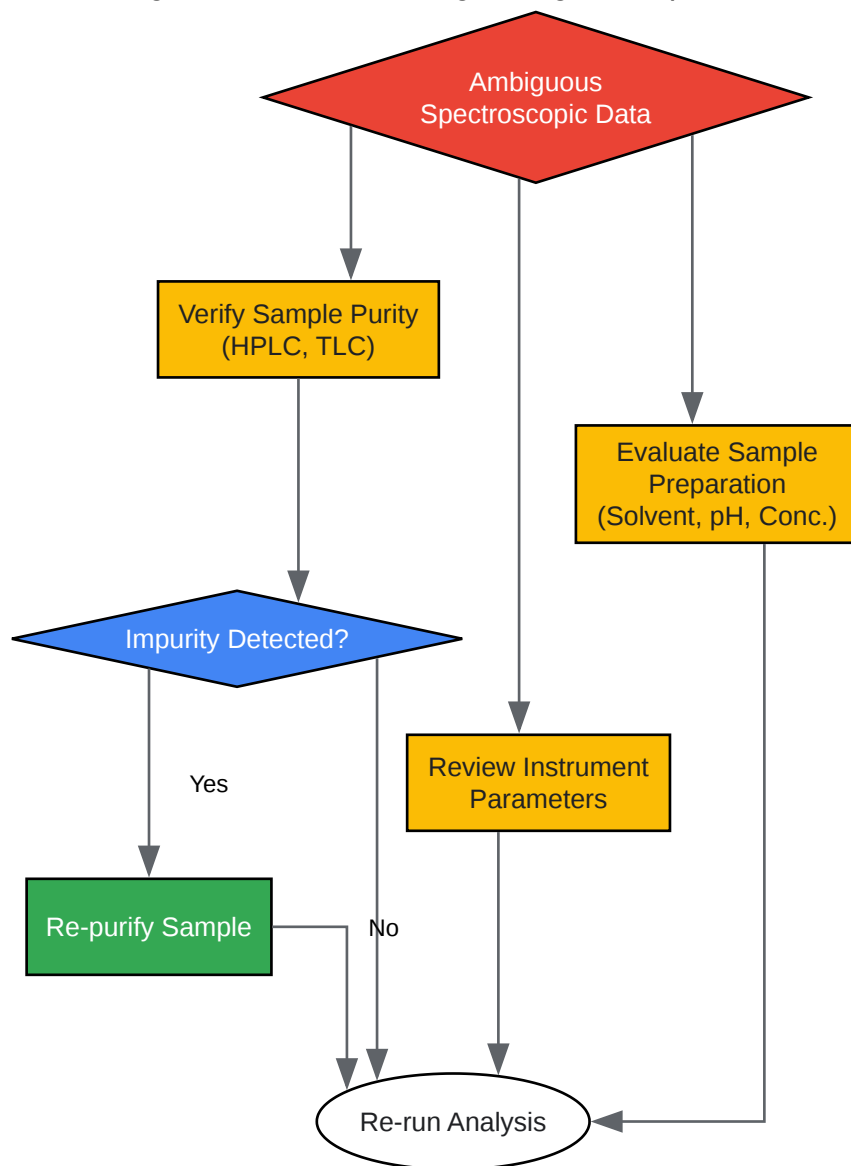 Ambiguous
Spectroscopic Data
Verify Sample Purity
(HPLC, TLC)
Evaluate Sample
Preparation
(Solvent, pH, Conc.)
Impurity Detected?
Review Instrument
Parameters
Yes
Re-purify Sample
No
Re-run Analysis